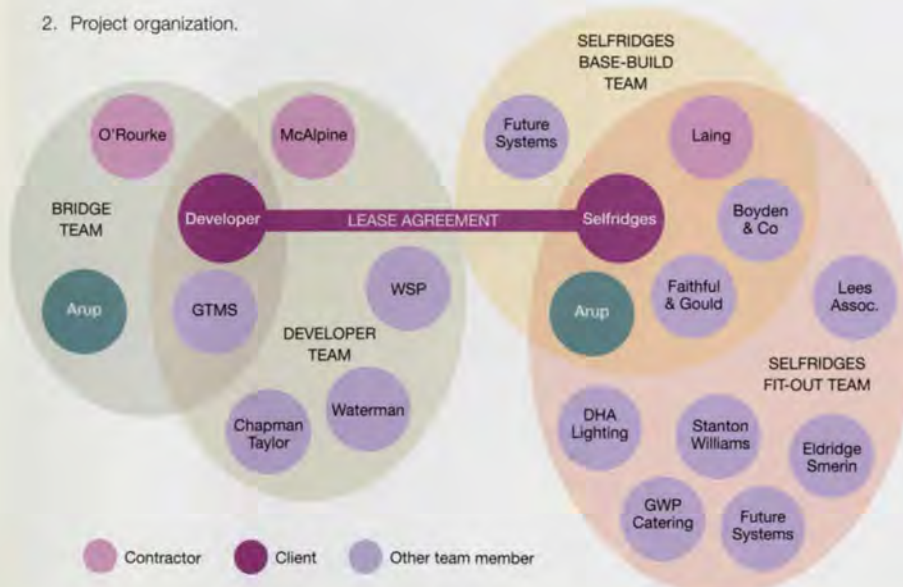 2. Project organization.
SELFRIDGES
BASE-BUILD
TEAM
O'Rourke
McAlpine
Future
Systems
Laing
BRIDGE
TEAM
Developer
LEASE AGREEMENT
Selfridges
Boyden
& Co
Arup
GTMS
WSP
Arup
Faithful
& Gould
Lees
Assoc.
DEVELOPER
TEAM
SELFRIDGES
FIT-OUT TEAM
Chapman
Taylor
Waterman
DHA
Lighting
Stanton
Williams
Eldridge
Smerin
GWP
Catering
Future
Systems
Contractor
Client
Other team member